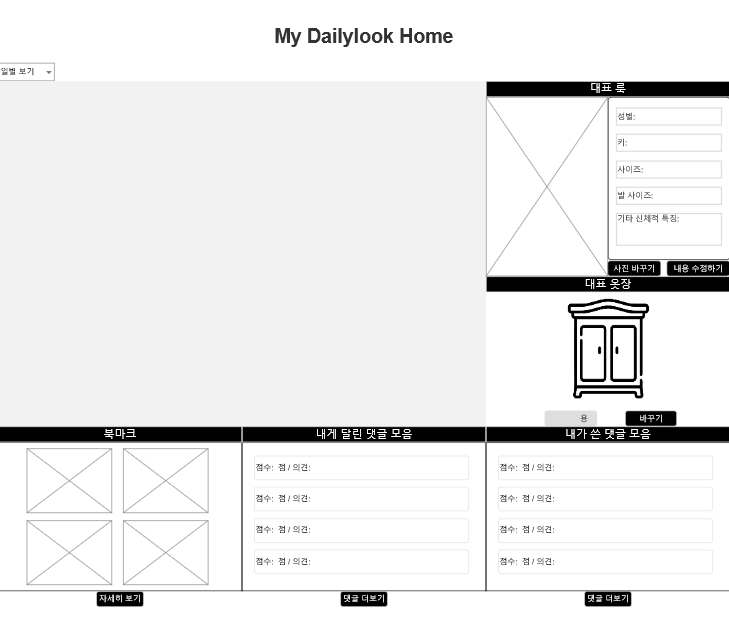 My Dailylook Home
일별 보기
대표 룩
성별:
키:
사이즈:
발 사이즈:
기타 신체적 특징:
사진 바꾸기
내용 수정하기
대표 옷장
용
바꾸기
북마크
내게 달린 댓글 모음
내가 쓴 댓글 모음
점수: 점 / 의견:
점수: 점 / 의견:
점수: 점 / 의견:
점수: 점 / 의견:
점수: 점 / 의견:
점수: 점 / 의견:
점수: 점 / 의견:
점수: 점 / 의견:
자세히 보기
댓글 더보기
댓글 더보기